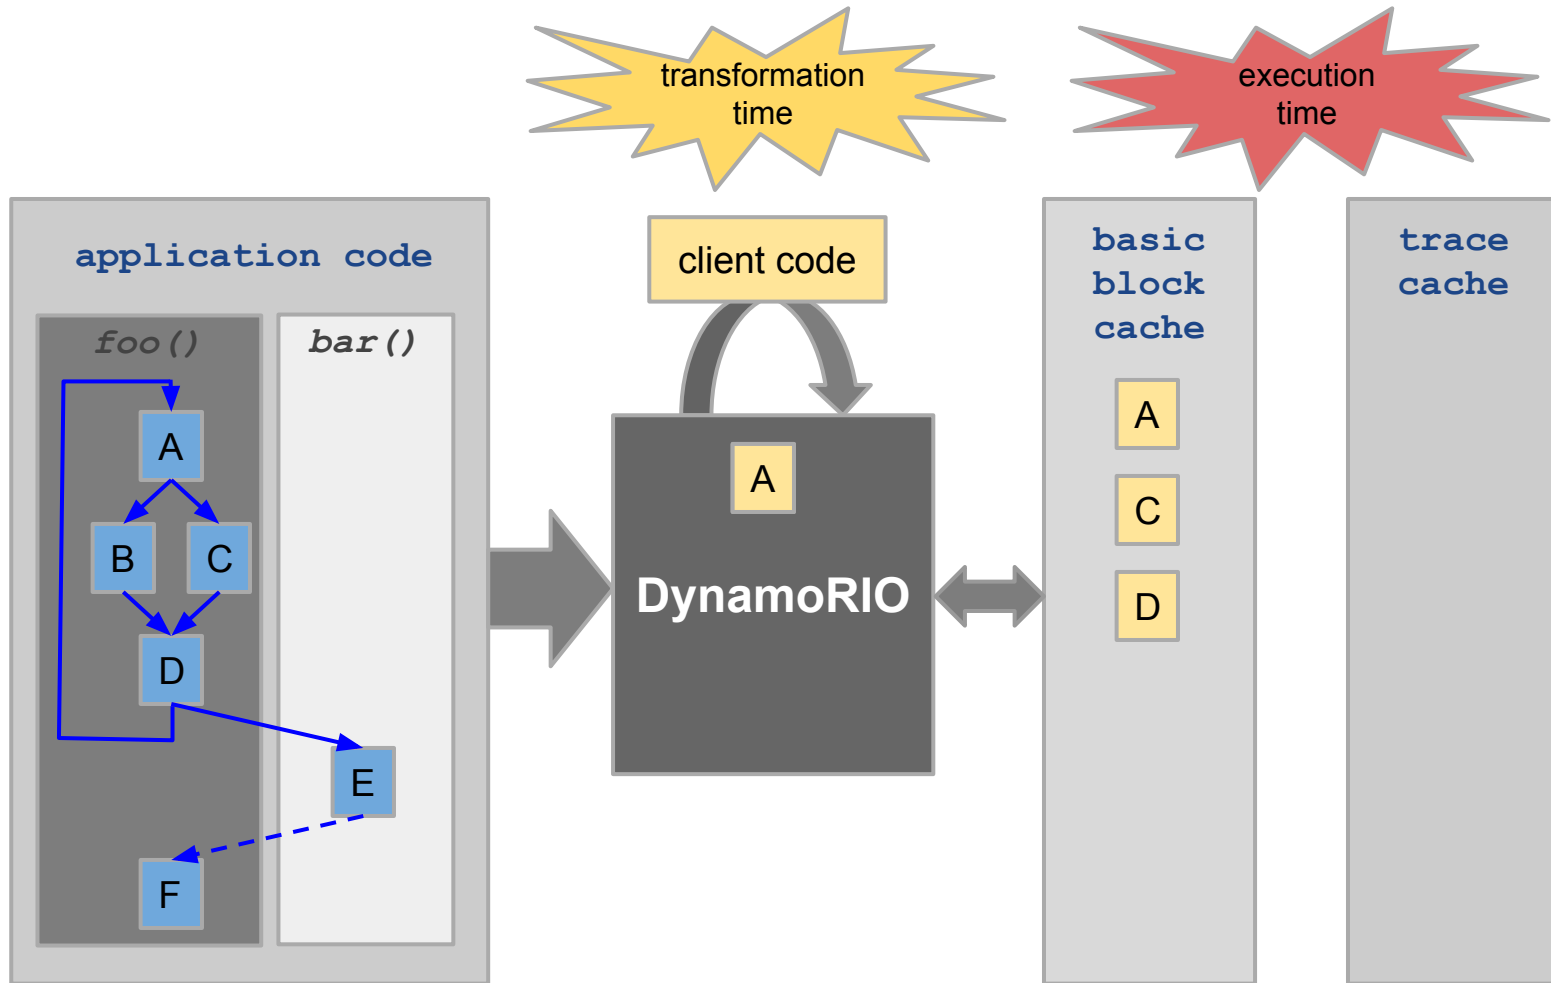 transformation
time
execution
time
application code
foo()
bar()
A
B
C
D
E
F
client code
A
DynamoRIO
basic
block
cache
A
C
D
trace
cache